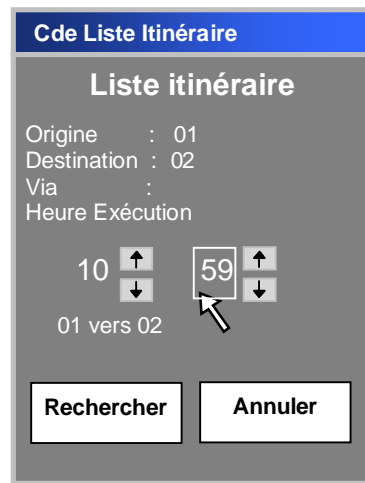 Cde Liste Itinéraire
Liste itinéraire
Origine : 01
Destination : 02
Via :
Heure Exécution
10 59
01 vers 02
Rechercher Annuler